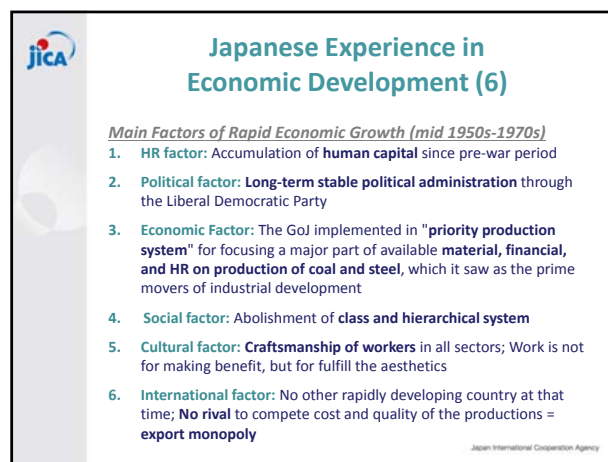 jica
Japanese Experience in
Economic Development (6)
Main Factors of Rapid Economic Growth (mid 1950s-1970s)
1. HR factor: Accumulation of human capital since pre-war period
2. Political factor: Long-term stable political administration through
the Liberal Democratic Party
3. Economic Factor: The GoJ implemented in "priority production
system" for focusing a major part of available material, financial,
and HR on production of coal and steel, which it saw as the prime
movers of industrial development
4. Social factor: Abolishment of class and hierarchical system
5. Cultural factor: Craftsmanship of workers in all sectors; Work is not
for making benefit, but for fulfill the aesthetics
6. International factor: No other rapidly developing country at that
time; No rival to compete cost and quality of the productions =
export monopoly
Japan International Cooperation Agency